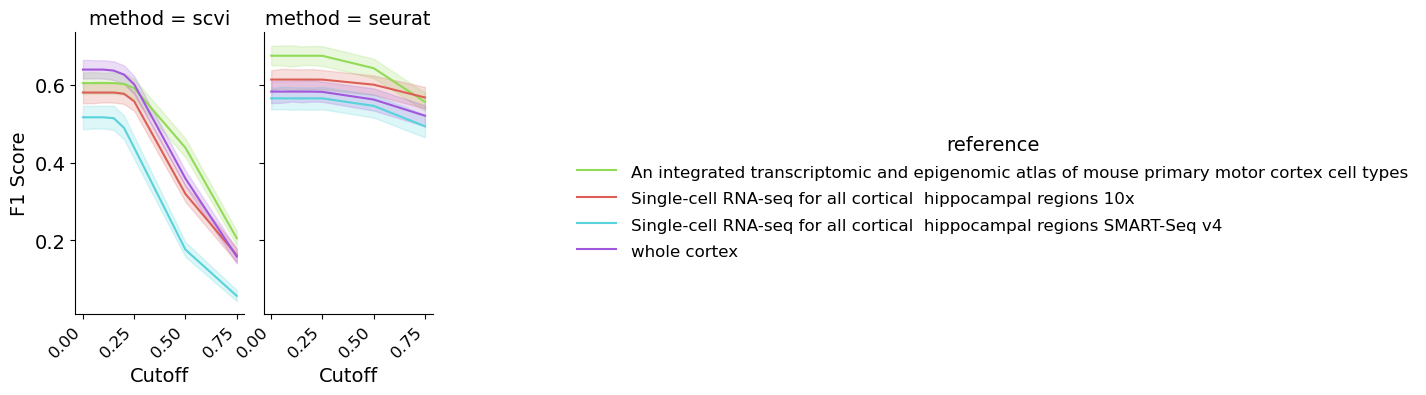 method = scvi
method = seurat
F1 Score
0.6
0.4
0.2
0.00
0.25
0.50
0.75
Cutoff
0.00
0.25
0.50
0.75
Cutoff
reference
An integrated transcriptomic and epigenomic atlas of mouse primary motor cortex cell types
Single-cell RNA-seq for all cortical  hippocampal regions 10x
Single-cell RNA-seq for all cortical  hippocampal regions SMART-Seq v4
whole cortex